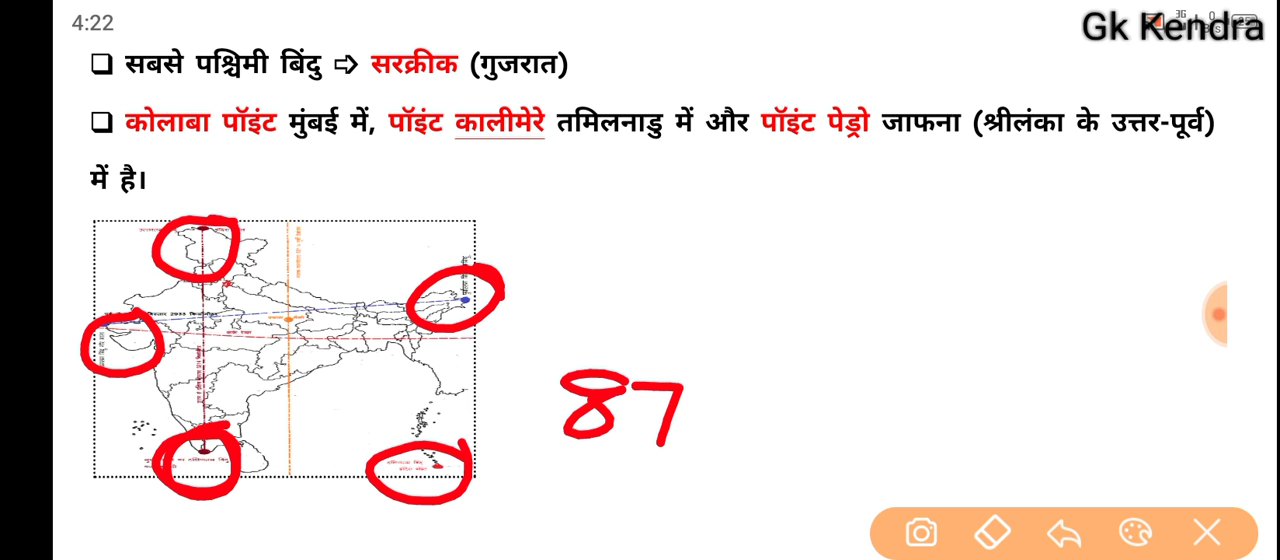 4:22
Gk Kendra
❑ सबसे पश्चिमी बिंदु ⇨ सरक्रीक (गुजरात)
❑ कोलाबा पॉइंट मुंबई में, पॉइंट कालीमेरे तमिलनाडु में और पॉइंट पेड्रो जाफना (श्रीलंका के उत्तर-पूर्व)
में है।
87